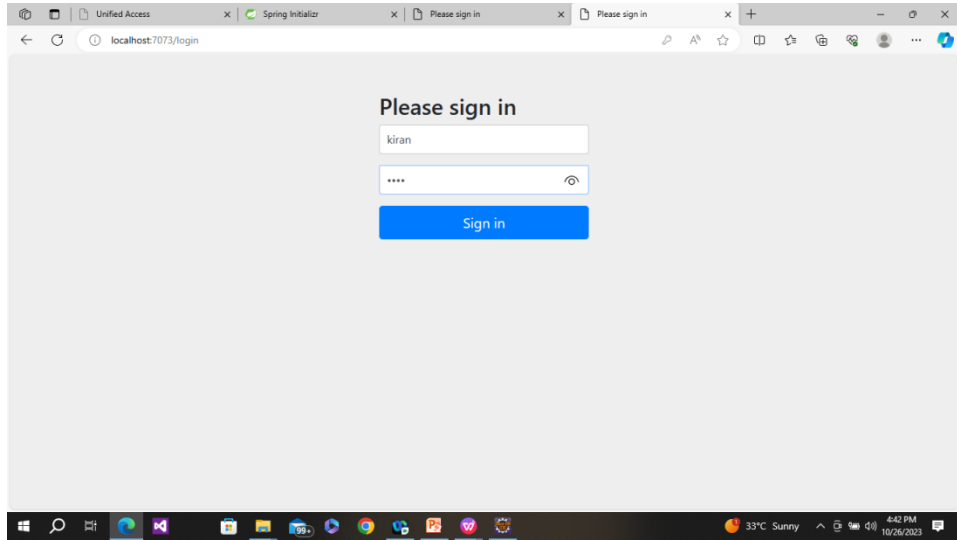 Unified Access
Spring Initializr
Please sign in
Please sign in
localhost:7073/login
Please sign in
kiran
••••
Sign in
99+
33°C Sunny
4:42 PM
10/26/2023